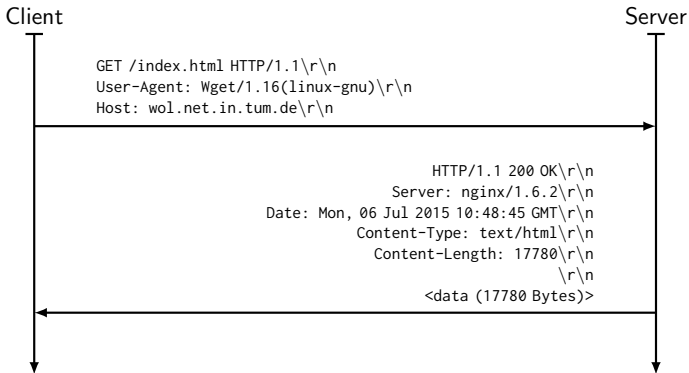 Client
Server
GET /index.html HTTP/1.1\r\n
User-Agent: Wget/1.16(linux-gnu)\r\n
Host: wol.net.in.tum.de\r\n
HTTP/1.1 200 OK\r\n
Server: nginx/1.6.2\r\n
Date: Mon, 06 Jul 2015 10:48:45 GMT\r\n
Content-Type: text/html\r\n
Content-Length: 17780\r\n
\r\n
<data (17780 Bytes)>